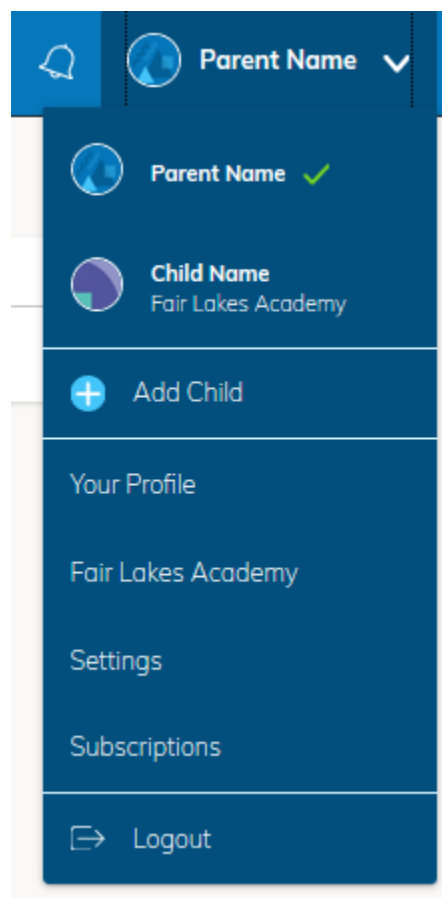 Parent Name
Parent Name
Child Name
Fair Lakes Academy
Add Child
Your Profile
Fair Lakes Academy
Settings
Subscriptions
Logout